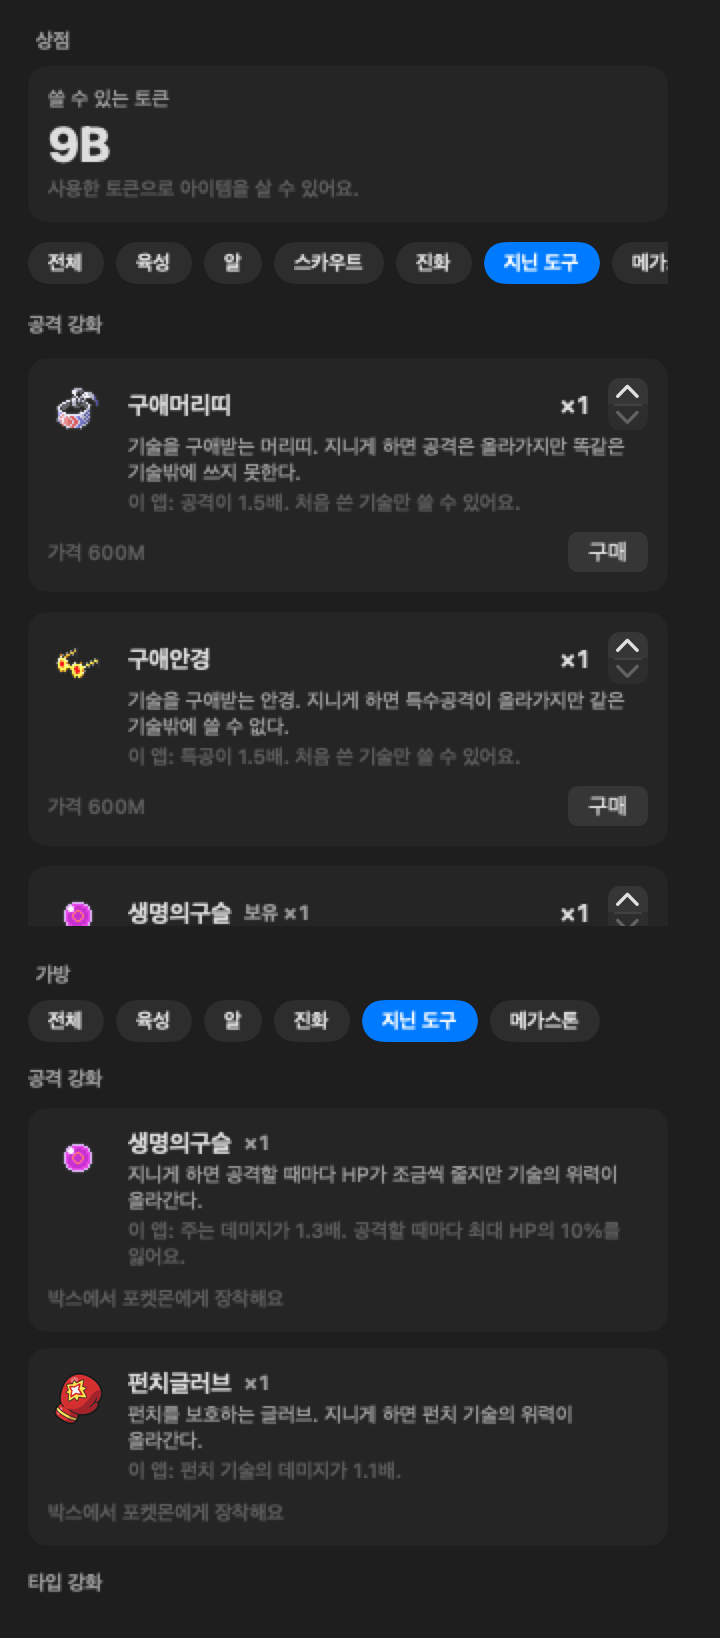 상점
쓸 수 있는 토큰
9B
사용한 토큰으로 아이템을 살 수 있어요.
전체 육성 알 스카우트 진화 지닌 도구 메가
공격 강화
구애머리띠 ×1
기술을 구애받는 머리띠. 지니게 하면 공격은 올라가지만 똑같은
기술밖에 쓰지 못한다.
이 앱: 공격이 1.5배. 처음 쓴 기술만 쓸 수 있어요.
가격 600M 구매
구애안경 ×1
기술을 구애받는 안경. 지니게 하면 특수공격이 올라가지만 같은
기술밖에 쓸 수 없다.
이 앱: 특공이 1.5배. 처음 쓴 기술만 쓸 수 있어요.
가격 600M 구매
생명의구슬 보유 ×1 ×1
가방
전체 육성 알 진화 지닌 도구 메가스톤
공격 강화
생명의구슬 ×1
지니게 하면 공격할 때마다 HP가 조금씩 줄지만 기술의 위력이
올라간다.
이 앱: 주는 데미지가 1.3배. 공격할 때마다 최대 HP의 10%를
잃어요.
박스에서 포켓몬에게 장착해요
펀치글러브 ×1
펀치를 보호하는 글러브. 지니게 하면 펀치 기술의 위력이
올라간다.
이 앱: 펀치 기술의 데미지가 1.1배.
박스에서 포켓몬에게 장착해요
타입 강화